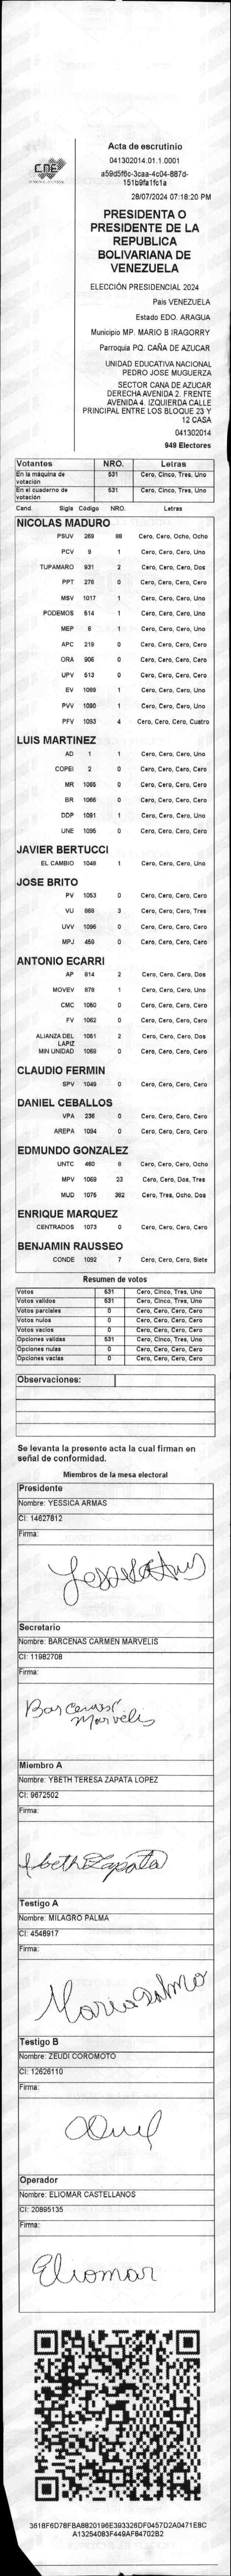 CNE
Acta de escrutinio
041302014.01.1.0001
a59d5f6c-3caa-4c04-887d-
151b9fa1fc1a
28/07/2024 07:18:20 PM
PRESIDENTA O
PRESIDENTE DE LA
REPUBLICA
BOLIVARIANA DE
VENEZUELA
ELECCIÓN PRESIDENCIAL 2024
Pais VENEZUELA
Estado EDO. ARAGUA
Municipio MP. MARIO B IRAGORRY
Parroquia PQ. CAÑA DE AZUCAR
UNIDAD EDUCATIVA NACIONAL
PEDRO JOSE MUGUERZA
SECTOR CANA DE AZUCAR
DERECHA AVENIDA 2. FRENTE
AVENIDA 4. IZQUIERDA CALLE
PRINCIPAL ENTRE LOS BLOQUE 23 Y
12 CASA
041302014
949 Electores
Votantes NRO. Letras
En la máquina de votación 531 Cero, Cinco, Tres, Uno
En el cuaderno de votación 531 Cero, Cinco, Tres, Uno
Cand. Sigla Código NRO. Letras
NICOLAS MADURO
PSUV 269 88 Cero, Cero, Ocho, Ocho
PCV 9 1 Cero, Cero, Cero, Uno
TUPAMARO 931 2 Cero, Cero, Cero, Dos
PPT 276 0 Cero, Cero, Cero, Cero
MSV 1017 1 Cero, Cero, Cero, Uno
PODEMOS 514 1 Cero, Cero, Cero, Uno
MEP 6 1 Cero, Cero, Cero, Uno
APC 219 0 Cero, Cero, Cero, Cero
ORA 906 0 Cero, Cero, Cero, Cero
UPV 513 0 Cero, Cero, Cero, Cero
EV 1089 1 Cero, Cero, Cero, Uno
PVV 1090 1 Cero, Cero, Cero, Uno
PFV 1093 4 Cero, Cero, Cero, Cuatro
LUIS MARTINEZ
AD 1 1 Cero, Cero, Cero, Uno
COPEI 2 0 Cero, Cero, Cero, Cero
MR 1065 0 Cero, Cero, Cero, Cero
BR 1066 0 Cero, Cero, Cero, Cero
DDP 1091 1 Cero, Cero, Cero, Uno
UNE 1095 0 Cero, Cero, Cero, Cero
JAVIER BERTUCCI
EL CAMBIO 1048 1 Cero, Cero, Cero, Uno
JOSE BRITO
PV 1053 0 Cero, Cero, Cero, Cero
VU 868 3 Cero, Cero, Cero, Tres
UVV 1096 0 Cero, Cero, Cero, Cero
MPJ 459 0 Cero, Cero, Cero, Cero
ANTONIO ECARRI
AP 814 2 Cero, Cero, Cero, Dos
MOVEV 878 1 Cero, Cero, Cero, Uno
CMC 1050 0 Cero, Cero, Cero, Cero
FV 1062 0 Cero, Cero, Cero, Cero
ALIANZA DEL LAPIZ 1051 2 Cero, Cero, Cero, Dos
MIN UNIDAD 1058 0 Cero, Cero, Cero, Cero
CLAUDIO FERMIN
SPV 1049 0 Cero, Cero, Cero, Cero
DANIEL CEBALLOS
VPA 236 0 Cero, Cero, Cero, Cero
AREPA 1094 0 Cero, Cero, Cero, Cero
EDMUNDO GONZALEZ
UNTC 460 8 Cero, Cero, Cero, Ocho
MPV 1069 23 Cero, Cero, Dos, Tres
MUD 1075 382 Cero, Tres, Ocho, Dos
ENRIQUE MARQUEZ
CENTRADOS 1073 0 Cero, Cero, Cero, Cero
BENJAMIN RAUSSEO
CONDE 1092 7 Cero, Cero, Cero, Siete
Resumen de votos
Votos 531 Cero, Cinco, Tres, Uno
Votos validos 531 Cero, Cinco, Tres, Uno
Votos parciales 0 Cero, Cero, Cero, Cero
Votos nulos 0 Cero, Cero, Cero, Cero
Votos vacios 0 Cero, Cero, Cero, Cero
Opciones validas 531 Cero, Cinco, Tres, Uno
Opciones nulas 0 Cero, Cero, Cero, Cero
Opciones vacias 0 Cero, Cero, Cero, Cero
Observaciones:
Se levanta la presente acta la cual firman en
señal de conformidad.
Miembros de la mesa electoral
Presidente
Nombre: YESSICA ARMAS
CI: 14627812
Firma:
Secretario
Nombre: BARCENAS CARMEN MARVELIS
CI: 11982708
Firma:
Barcenas
Marvelis
Miembro A
Nombre: YBETH TERESA ZAPATA LOPEZ
CI: 9672502
Firma:
Ybeth Zapata
Testigo A
Nombre: MILAGRO PALMA
CI: 4548917
Firma:
Testigo B
Nombre: ZEUDI COROMOTO
CI: 12626110
Firma:
Operador
Nombre: ELIOMAR CASTELLANOS
CI: 20895135
Firma:
Eliomar
3618F6D78FBA8820196E393326DF0457D2A0471E8C
A13254083F449AF84702B2